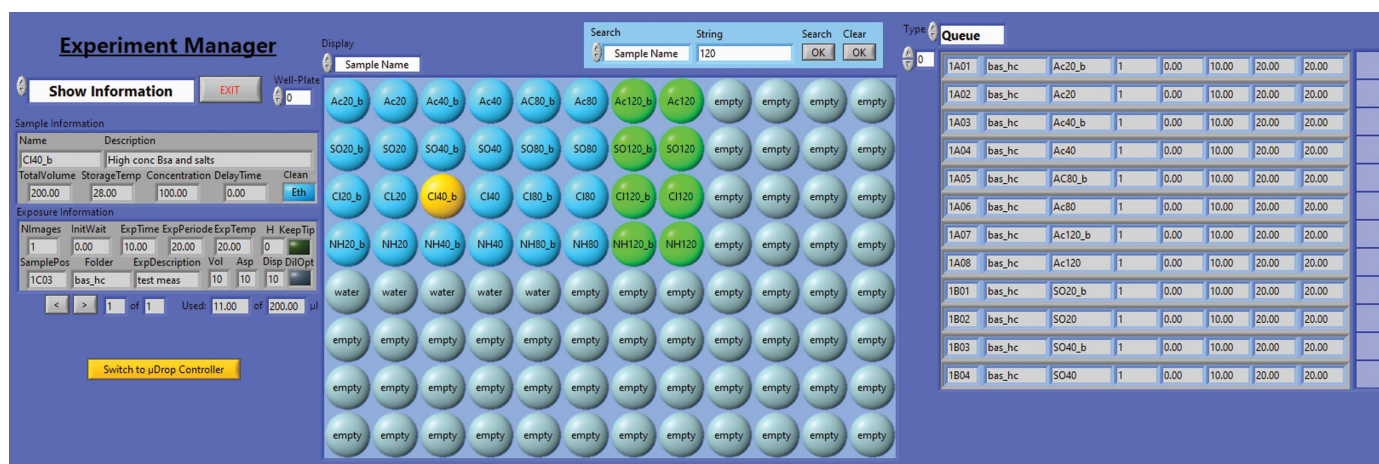 Experiment Manager
Show Information EXIT Well-Plate 0
Sample Information
Name Description
Cl40_b High conc Bsa and salts
TotalVolume StorageTemp Concentration DelayTime Clean
200.00 28.00 100.00 0.00 Eth
Exposure Information
NImages InitWait ExpTime ExpPeriode ExpTemp H KeepTip
1 0.00 10.00 20.00 20.00 0
SamplePos Folder ExpDescription Vol Asp Disp DilOpt
1C03 bas_hc test meas 10 10 10
< > 1 of 1 Used: 11.00 of 200.00 µl
Switch to µDrop Controller
Display
Sample Name
Search String Search Clear
Sample Name 120 OK OK
Ac20_b Ac20 Ac40_b Ac40 AC80_b Ac80 Ac120_b Ac120 empty empty empty empty
SO20_b SO20 SO40_b SO40 SO80_b SO80 SO120_b SO120 empty empty empty empty
Cl20_b CL20 Cl40_b Cl40 Cl80_b Cl80 Cl120_b Cl120 empty empty empty empty
NH20_b NH20 NH40_b NH40 NH80_b NH80 NH120_b NH120 empty empty empty empty
water water water water water empty empty empty empty empty empty empty
empty empty empty empty empty empty empty empty empty empty empty empty
empty empty empty empty empty empty empty empty empty empty empty empty
empty empty empty empty empty empty empty empty empty empty empty empty
Type Queue
0
1A01 bas_hc Ac20_b 1 0.00 10.00 20.00 20.00
1A02 bas_hc Ac20 1 0.00 10.00 20.00 20.00
1A03 bas_hc Ac40_b 1 0.00 10.00 20.00 20.00
1A04 bas_hc Ac40 1 0.00 10.00 20.00 20.00
1A05 bas_hc AC80_b 1 0.00 10.00 20.00 20.00
1A06 bas_hc Ac80 1 0.00 10.00 20.00 20.00
1A07 bas_hc Ac120_b 1 0.00 10.00 20.00 20.00
1A08 bas_hc Ac120 1 0.00 10.00 20.00 20.00
1B01 bas_hc SO20_b 1 0.00 10.00 20.00 20.00
1B02 bas_hc SO20 1 0.00 10.00 20.00 20.00
1B03 bas_hc SO40_b 1 0.00 10.00 20.00 20.00
1B04 bas_hc SO40 1 0.00 10.00 20.00 20.00